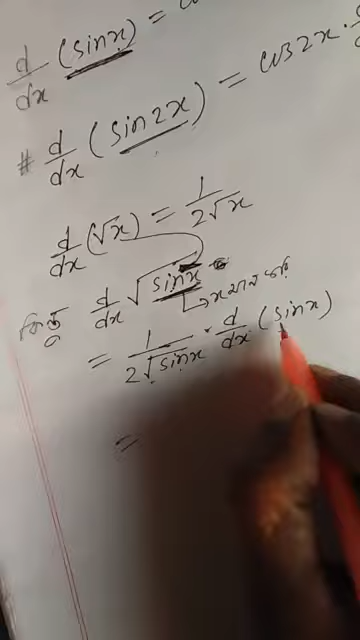 d/dx (sinx) =
# d/dx (sin2x) = cos2x ·
d/dx (√x) = 1/2√x
কিন্তু d/dx √sinx
= 1/2√sinx · d/dx (sinx)
=